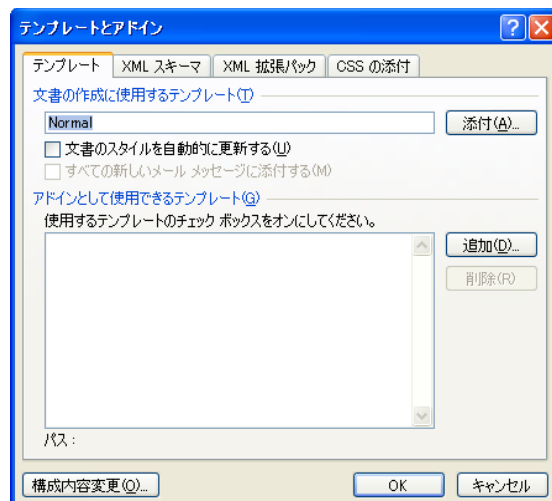 テンプレートとアドイン
テンプレート XML スキーマ XML 拡張パック CSS の添付
文書の作成に使用するテンプレート(T)
Normal 添付(A)...
文書のスタイルを自動的に更新する(U)
すべての新しいメール メッセージに添付する(M)
アドインとして使用できるテンプレート(G)
使用するテンプレートのチェック ボックスをオンにしてください。
追加(D)...
削除(R)
パス :
構成内容変更(O)... OK キャンセル